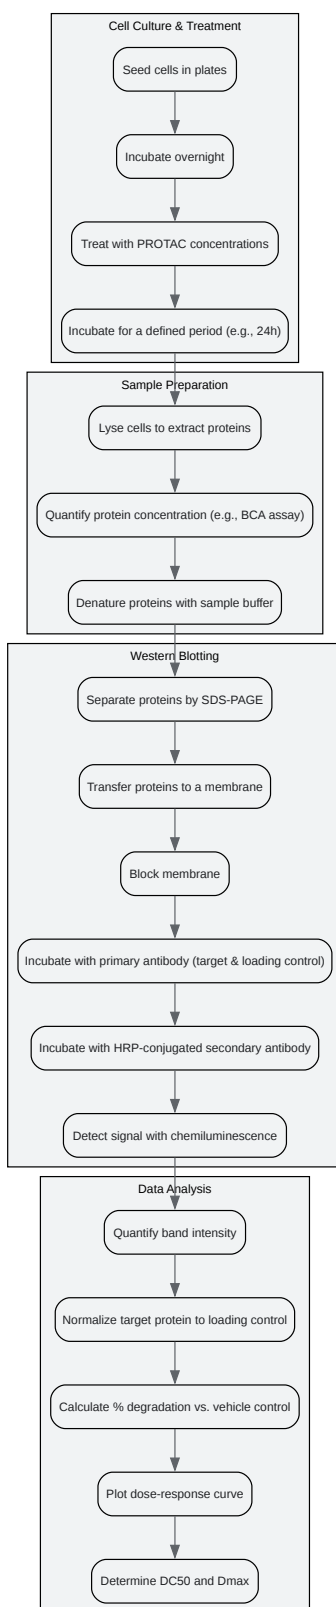 Cell Culture & Treatment
Seed cells in plates
Incubate overnight
Treat with PROTAC concentrations
Incubate for a defined period (e.g., 24h)
Sample Preparation
Lyse cells to extract proteins
Quantify protein concentration (e.g., BCA assay)
Denature proteins with sample buffer
Western Blotting
Separate proteins by SDS-PAGE
Transfer proteins to a membrane
Block membrane
Incubate with primary antibody (target & loading control)
Incubate with HRP-conjugated secondary antibody
Detect signal with chemiluminescence
Data Analysis
Quantify band intensity
Normalize target protein to loading control
Calculate % degradation vs. vehicle control
Plot dose-response curve
Determine DC50 and Dmax